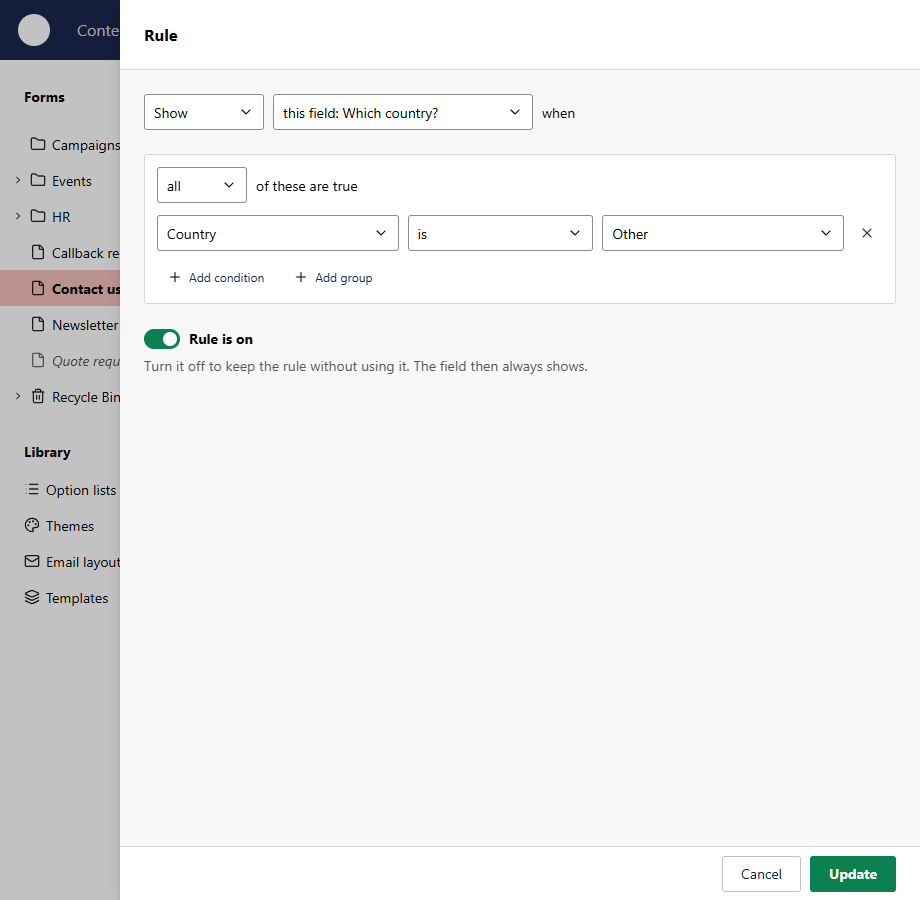 Conte
Rule
Forms
Campaigns
Events
HR
Callback re
Contact us
Newsletter
Quote requ
Recycle Bin
Library
Option lists
Themes
Email layout
Templates
Show this field: Which country? when
all of these are true
Country is Other
Add condition Add group
Rule is on
Turn it off to keep the rule without using it. The field then always shows.
Cancel Update